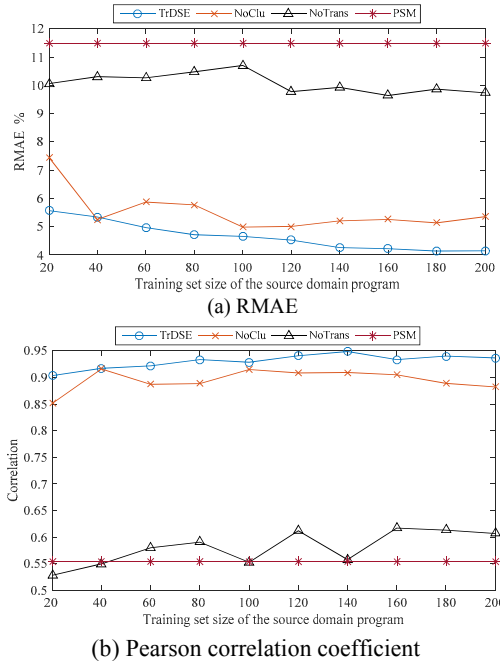 TrDSE NoClu NoTrans PSM
12
11
10
9
8
7
6
5
4
RMAE %
20 40 60 80 100 120 140 160 180 200
Training set size of the source domain program
(a) RMAE
TrDSE NoClu NoTrans PSM
0.95
0.9
0.85
0.8
0.75
0.7
0.65
0.6
0.55
0.5
Correlation
20 40 60 80 100 120 140 160 180 200
Training set size of the source domain program
(b) Pearson correlation coefficient